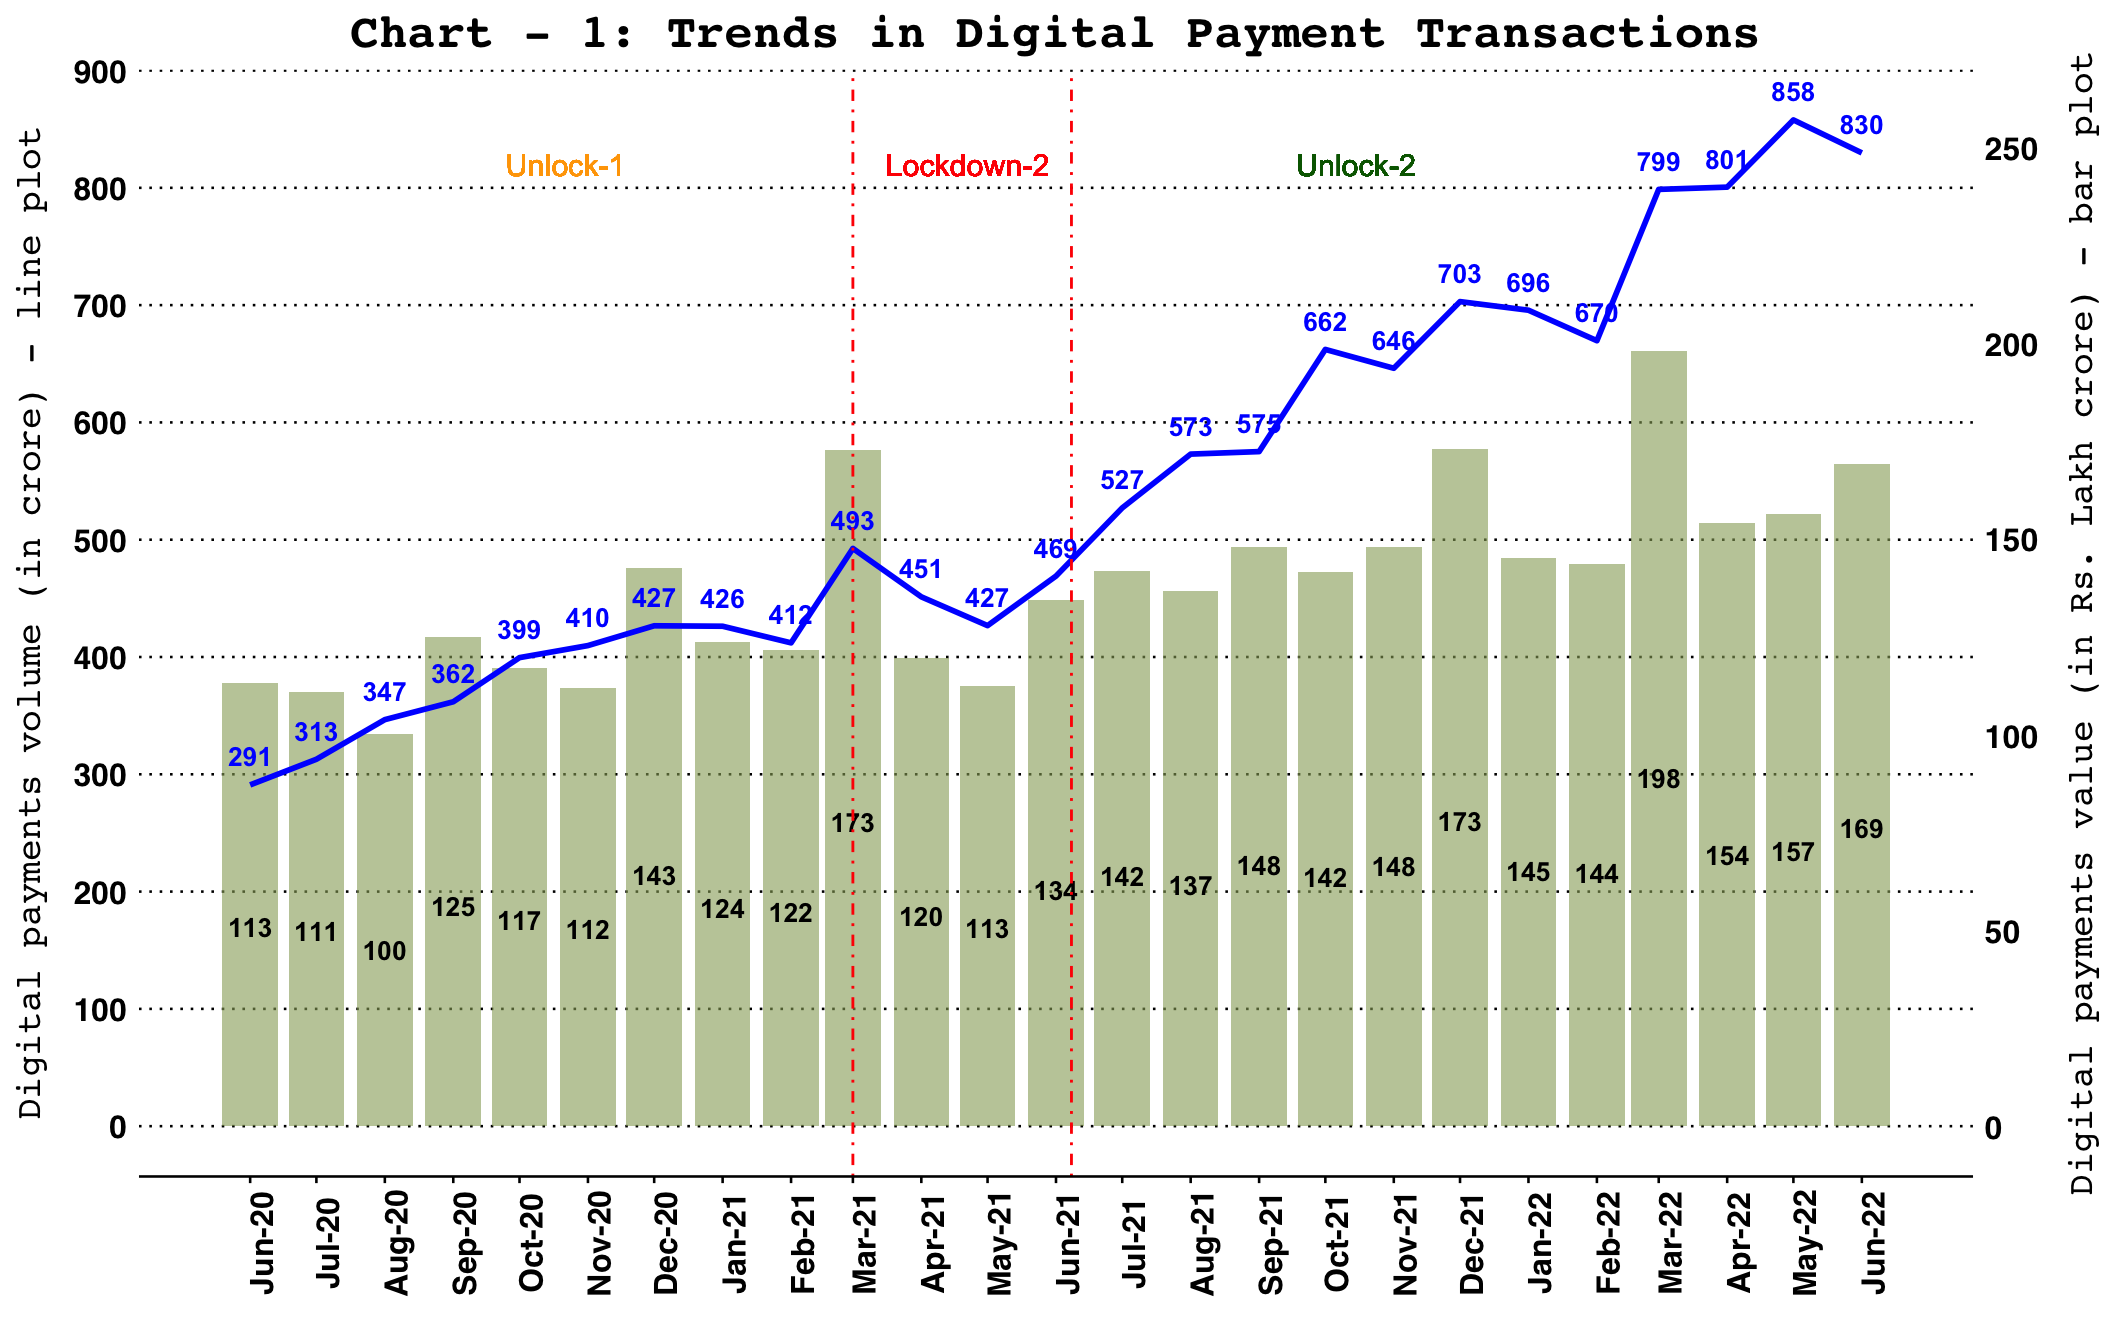 Chart - 1: Trends in Digital Payment Transactions
Digital payments volume (in crore) - line plot
900
800
700
600
500
400
300
200
100
0
Unlock-1
Lockdown-2
Unlock-2
291
313
347
362
399
410
427
426
412
493
451
427
469
527
573
575
662
646
703
696
670
799
801
858
830
113
111
100
125
117
112
143
124
122
173
120
113
134
142
137
148
142
148
173
145
144
198
154
157
169
250
200
150
100
50
0
Digital payments value (in Rs. Lakh crore) - bar plot
Jun-20
Jul-20
Aug-20
Sep-20
Oct-20
Nov-20
Dec-20
Jan-21
Feb-21
Mar-21
Apr-21
May-21
Jun-21
Jul-21
Aug-21
Sep-21
Oct-21
Nov-21
Dec-21
Jan-22
Feb-22
Mar-22
Apr-22
May-22
Jun-22